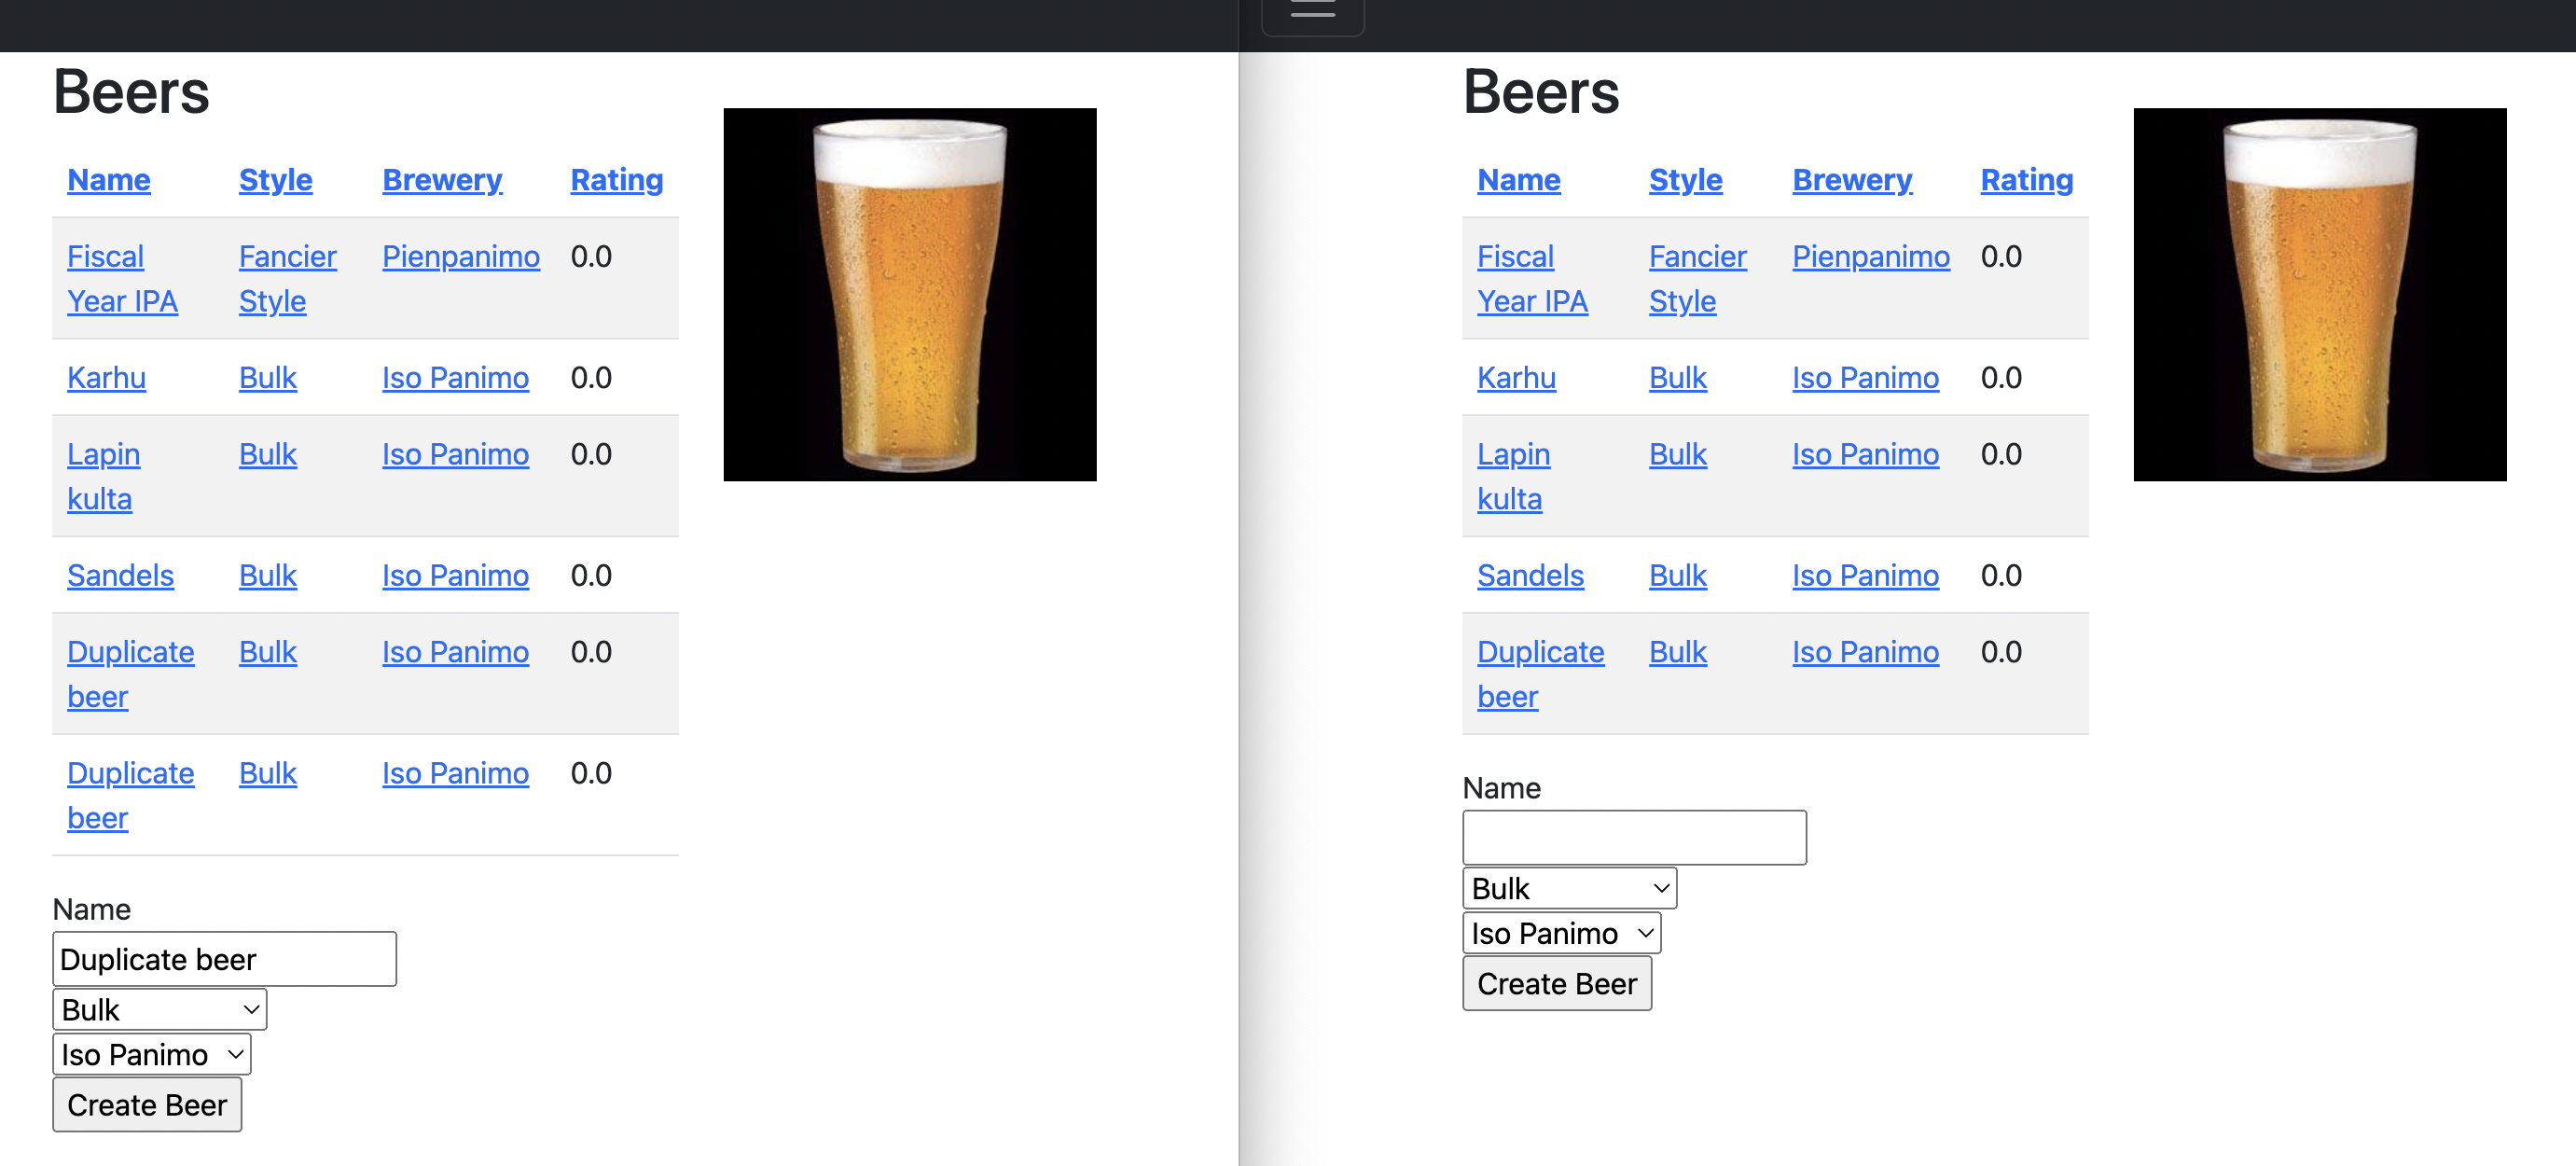 Beers
Name Style Brewery Rating
Fiscal Fancier Pienpanimo 0.0
Year IPA Style
Karhu Bulk Iso Panimo 0.0
Lapin Bulk Iso Panimo 0.0
kulta
Sandels Bulk Iso Panimo 0.0
Duplicate Bulk Iso Panimo 0.0
beer
Duplicate Bulk Iso Panimo 0.0
beer
Name
Duplicate beer
Bulk
Iso Panimo
Create Beer
Beers
Name Style Brewery Rating
Fiscal Fancier Pienpanimo 0.0
Year IPA Style
Karhu Bulk Iso Panimo 0.0
Lapin Bulk Iso Panimo 0.0
kulta
Sandels Bulk Iso Panimo 0.0
Duplicate Bulk Iso Panimo 0.0
beer
Name
Bulk
Iso Panimo
Create Beer